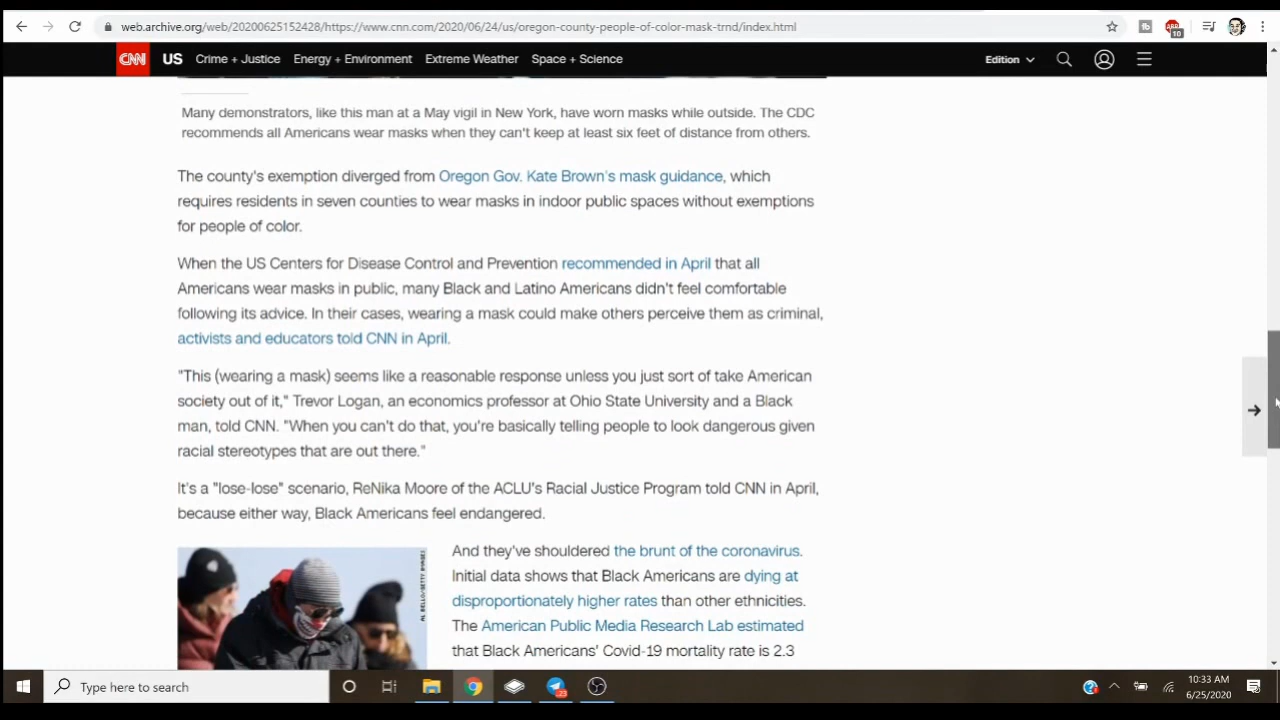 web.archive.org/web/20200625152428/https://www.cnn.com/2020/06/24/us/oregon-county-people-of-color-mask-trnd/index.html
10
CNN US Crime + Justice Energy + Environment Extreme Weather Space + Science Edition
Many demonstrators, like this man at a May vigil in New York, have worn masks while outside. The CDC
recommends all Americans wear masks when they can't keep at least six feet of distance from others.
The county's exemption diverged from Oregon Gov. Kate Brown's mask guidance, which
requires residents in seven counties to wear masks in indoor public spaces without exemptions
for people of color.
When the US Centers for Disease Control and Prevention recommended in April that all
Americans wear masks in public, many Black and Latino Americans didn't feel comfortable
following its advice. In their cases, wearing a mask could make others perceive them as criminal,
activists and educators told CNN in April.
"This (wearing a mask) seems like a reasonable response unless you just sort of take American
society out of it," Trevor Logan, an economics professor at Ohio State University and a Black
man, told CNN. "When you can't do that, you're basically telling people to look dangerous given
racial stereotypes that are out there."
It's a "lose-lose" scenario, ReNika Moore of the ACLU's Racial Justice Program told CNN in April,
because either way, Black Americans feel endangered.
AL BELLO/GETTY IMAGES
And they've shouldered the brunt of the coronavirus.
Initial data shows that Black Americans are dying at
disproportionately higher rates than other ethnicities.
The American Public Media Research Lab estimated
that Black Americans' Covid-19 mortality rate is 2.3
Type here to search
23
10:33 AM
6/25/2020